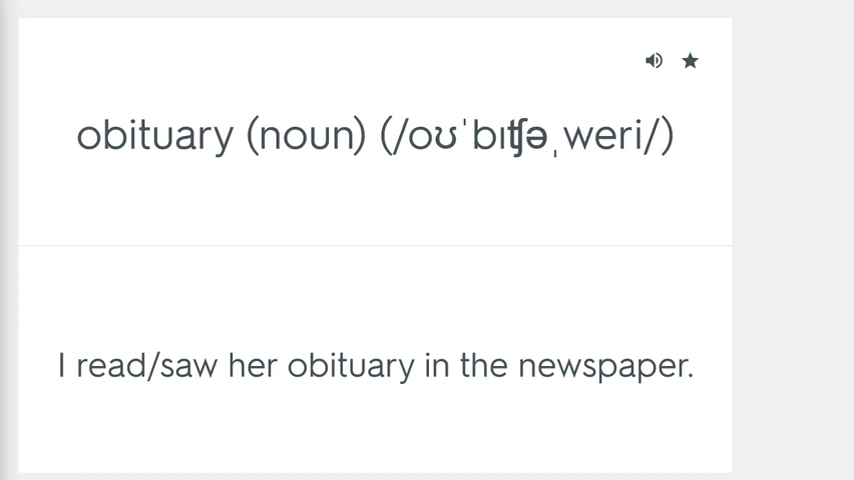 obituary (noun) (/oʊˈbɪʧəˌweri/)
I read/saw her obituary in the newspaper.